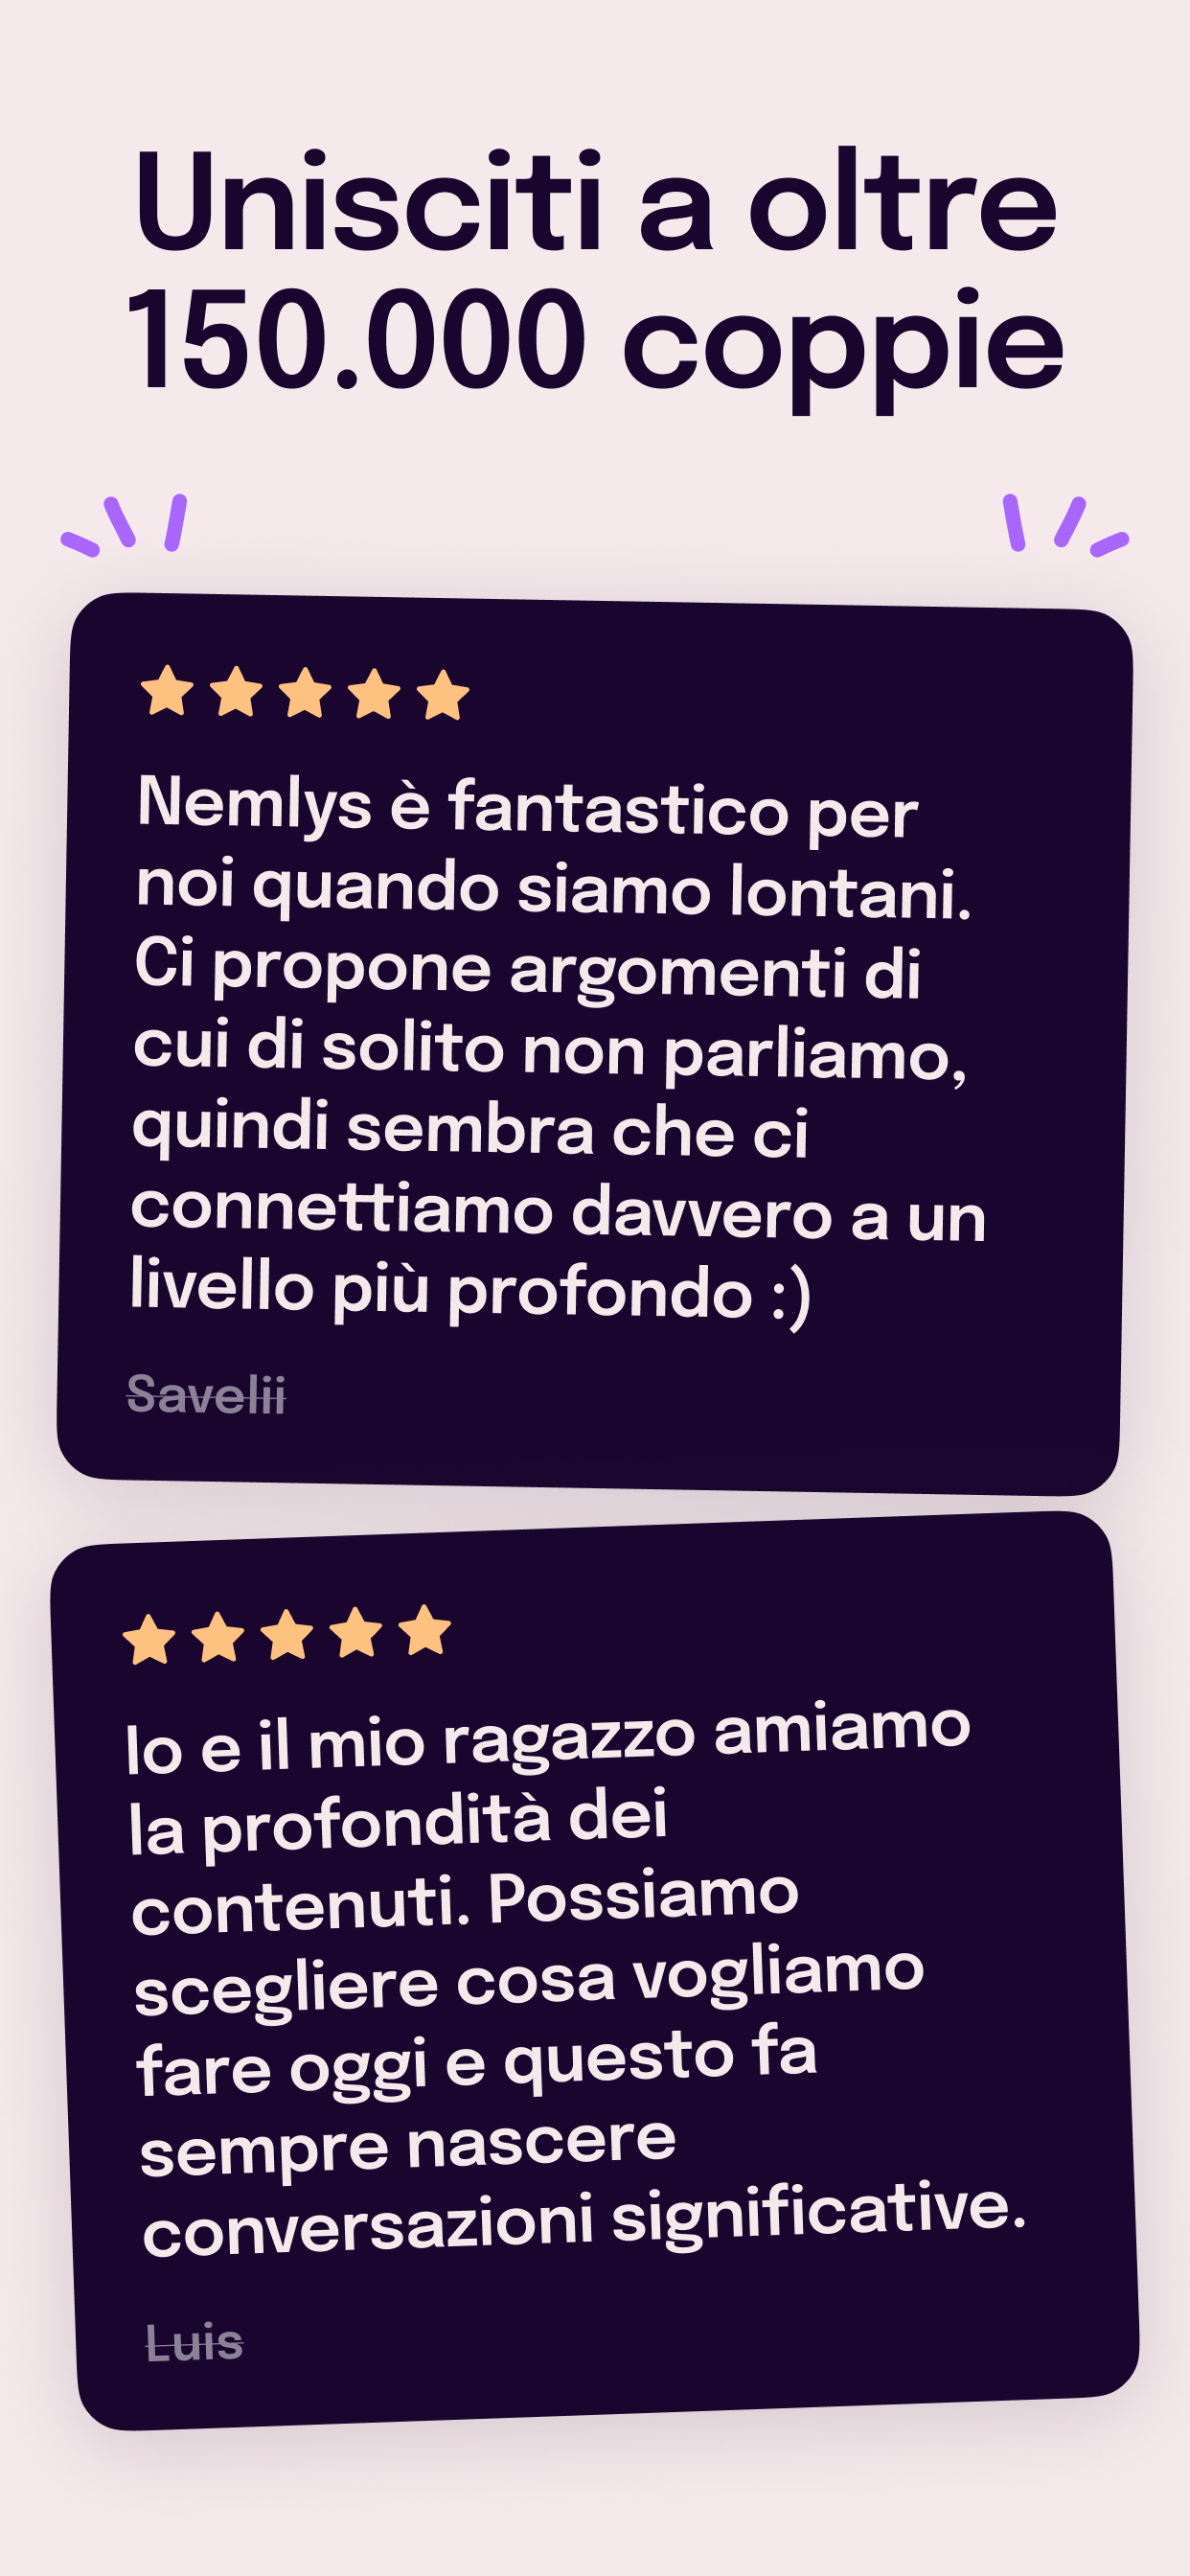 Unisciti a oltre
150.000 coppie
Nemlys è fantastico per
noi quando siamo lontani.
Ci propone argomenti di
cui di solito non parliamo,
quindi sembra che ci
connettiamo davvero a un
livello più profondo :)
Savelii
Io e il mio ragazzo amiamo
la profondità dei
contenuti. Possiamo
scegliere cosa vogliamo
fare oggi e questo fa
sempre nascere
conversazioni significative.
Luis